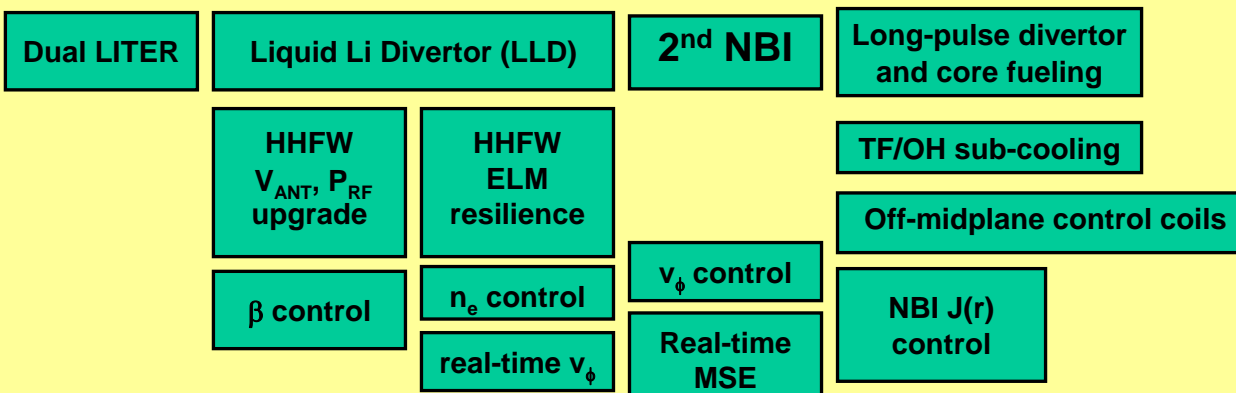 Dual LITER
Liquid Li Divertor (LLD)
2nd NBI
Long-pulse divertor
and core fueling
HHFW
VANT, PRF
upgrade
HHFW
ELM
resilience
TF/OH sub-cooling
Off-midplane control coils
β control
ne control
vϕ control
NBI J(r)
control
real-time vϕ
Real-time
MSE